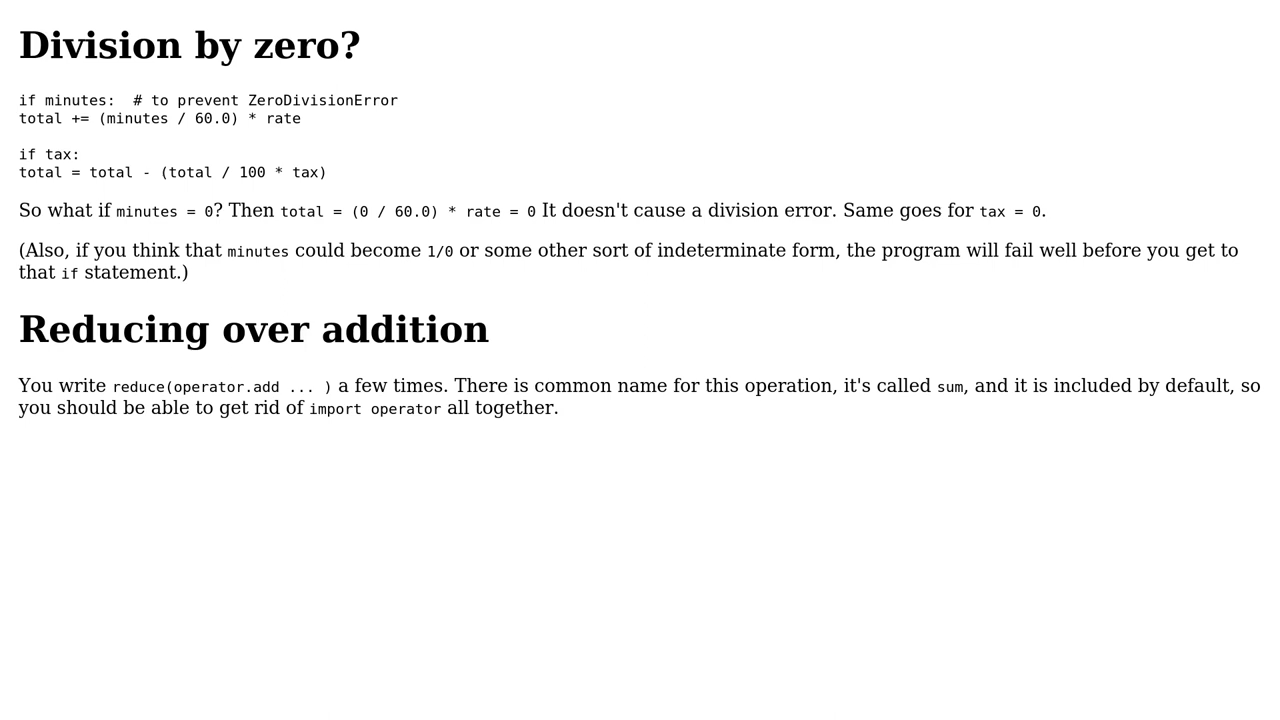 Division by zero?
if minutes:  # to prevent ZeroDivisionError
total += (minutes / 60.0) * rate
if tax:
total = total - (total / 100 * tax)
So what if minutes = 0? Then total = (0 / 60.0) * rate = 0 It doesn't cause a division error. Same goes for tax = 0.
(Also, if you think that minutes could become 1/0 or some other sort of indeterminate form, the program will fail well before you get to
that if statement.)
Reducing over addition
You write reduce(operator.add ... ) a few times. There is common name for this operation, it's called sum, and it is included by default, so
you should be able to get rid of import operator all together.